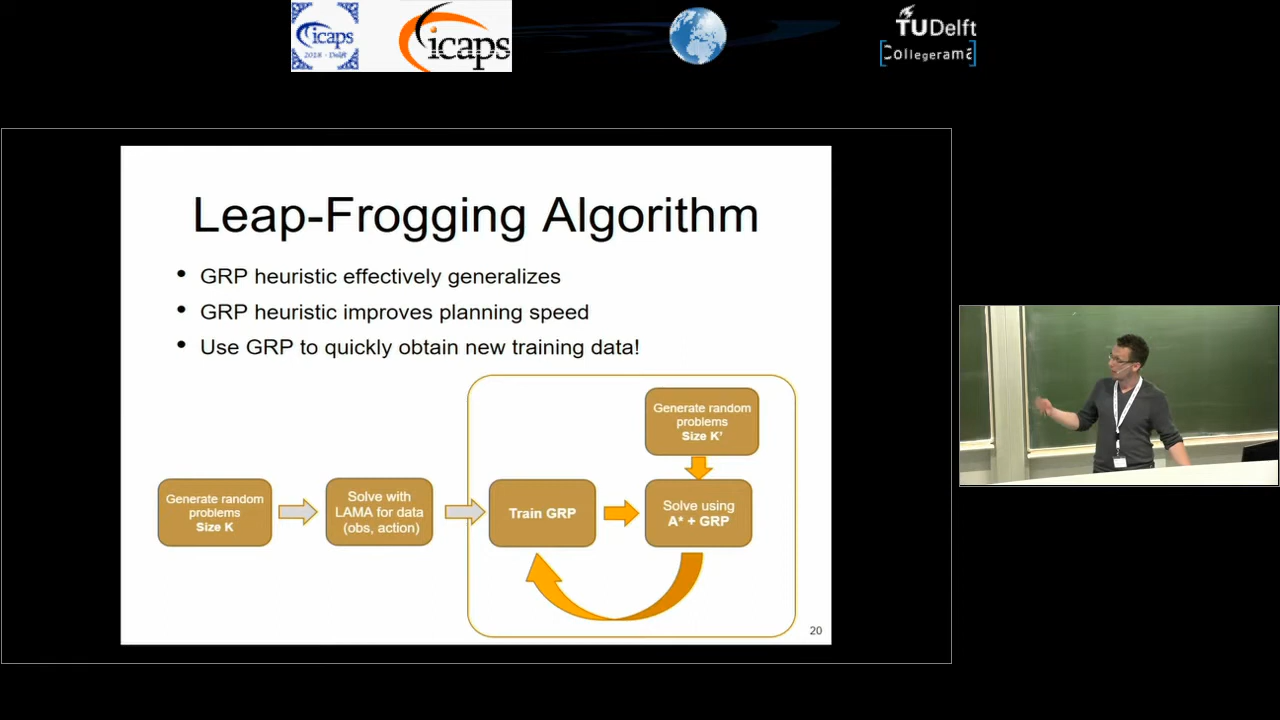 icaps
2018 - Delft
icaps
TUDelft
Collegerama
Leap-Frogging Algorithm
• GRP heuristic effectively generalizes
• GRP heuristic improves planning speed
• Use GRP to quickly obtain new training data!
Generate random
problems
Size K'
Generate random
problems
Size K
Solve with
LAMA for data
(obs, action)
Train GRP
Solve using
A* + GRP
20